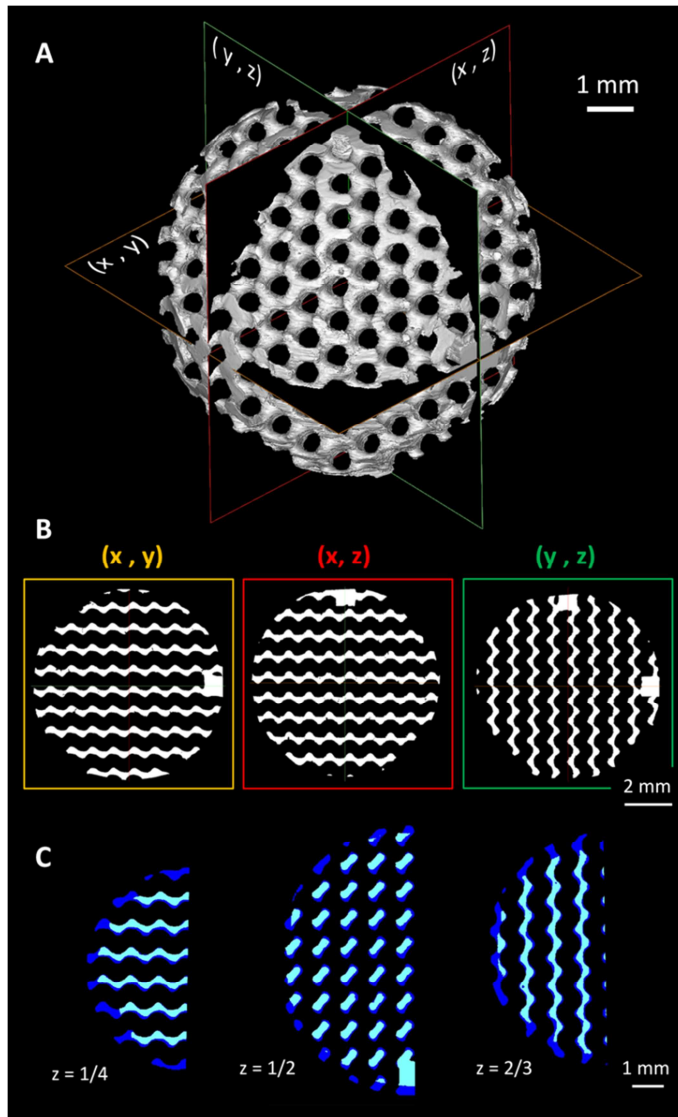 A
(y, z)
(x, z)
1 mm
(x, y)
B
(x , y)
(x, z)
(y , z)
2 mm
C
z = 1/4
z = 1/2
z = 2/3
1 mm